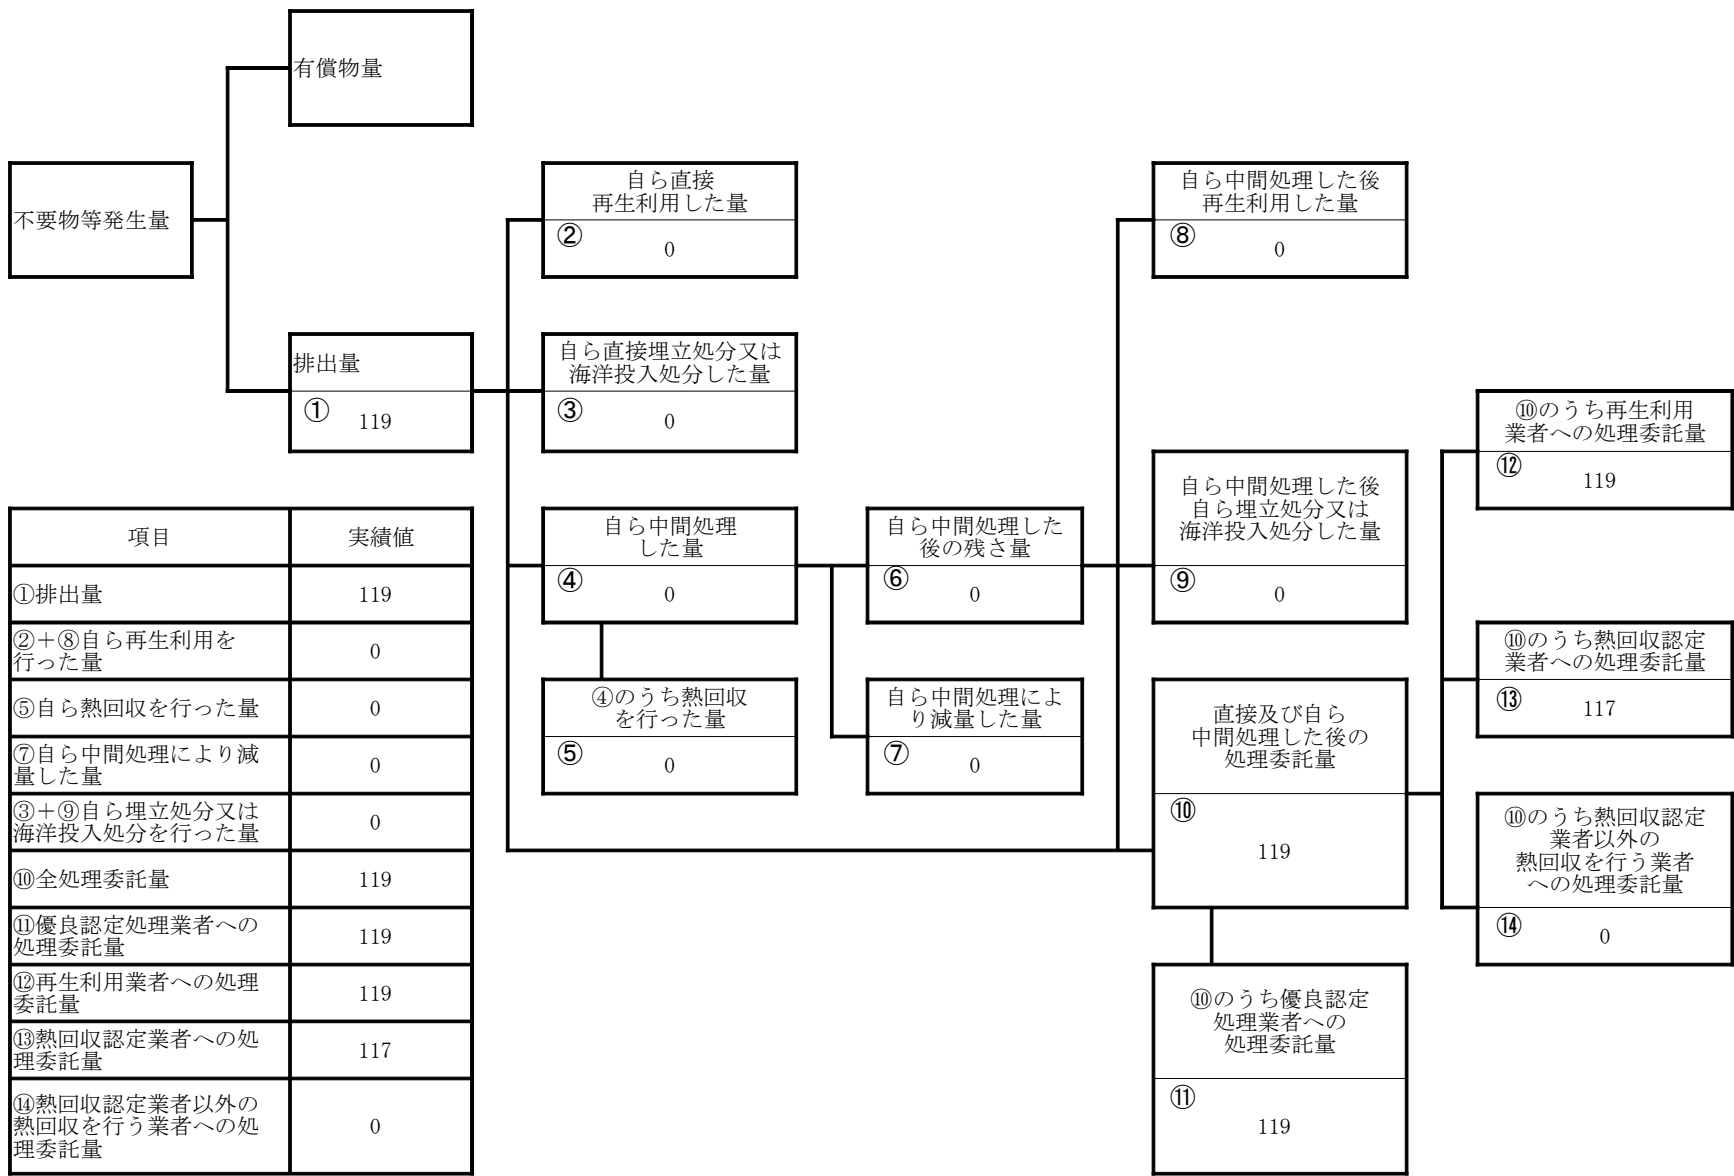 有償物量
不要物等発生量
自ら直接
再生利用した量
②
0
自ら中間処理した後
再生利用した量
⑧
0
排出量
①
119
自ら直接埋立処分又は
海洋投入処分した量
③
0
⑩のうち再生利用
業者への処理委託量
⑫
119
自ら中間処理
した量
④
0
自ら中間処理した
後の残さ量
⑥
0
自ら中間処理した後
自ら埋立処分又は
海洋投入処分した量
⑨
0
⑩のうち熱回収認定
業者への処理委託量
⑬
117
④のうち熱回収
を行った量
⑤
0
自ら中間処理によ
り減量した量
⑦
0
直接及び自ら
中間処理した後の
処理委託量
⑩
119
⑩のうち熱回収認定
業者以外の
熱回収を行う業者
への処理委託量
⑭
0
⑩のうち優良認定
処理業者への
処理委託量
⑪
119
項目 実績値
①排出量 119
②＋⑧自ら再生利用を
行った量 0
⑤自ら熱回収を行った量 0
⑦自ら中間処理により減
量した量 0
③＋⑨自ら埋立処分又は
海洋投入処分を行った量 0
⑩全処理委託量 119
⑪優良認定処理業者への
処理委託量 119
⑫再生利用業者への処理
委託量 119
⑬熱回収認定業者への処
理委託量 117
⑭熱回収認定業者以外の
熱回収を行う業者への処
理委託量 0